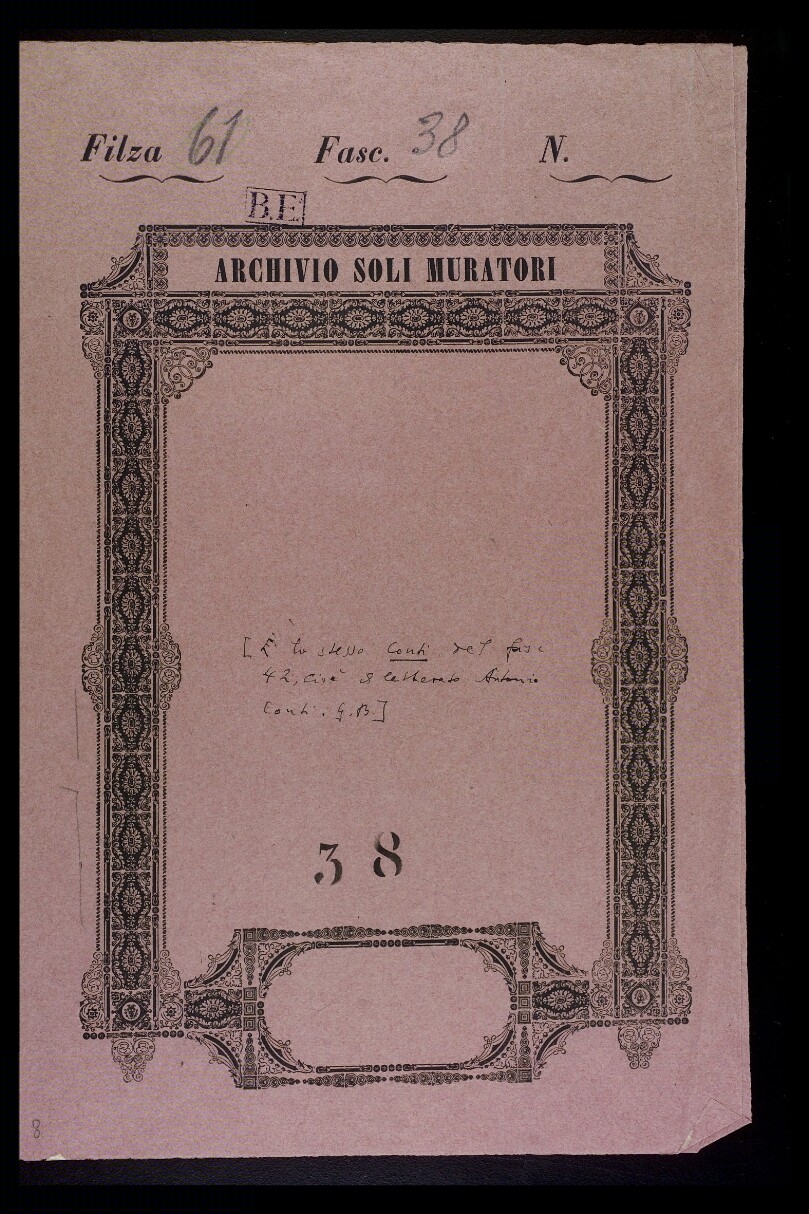 Filza 61 Fasc. 38 N.
B.E.
ARCHIVIO SOLI MURATORI
[È lo stesso Conti del fasc
42, cioè il letterato Antonio
Conti. G.B.]
38
8